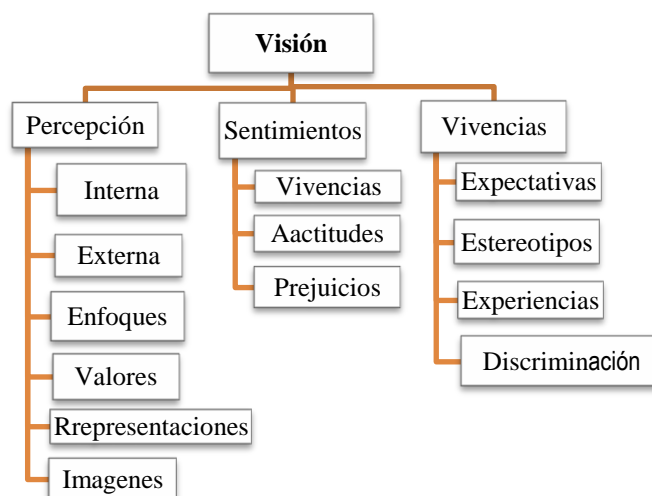 Visión
Percepción
Interna
Externa
Enfoques
Valores
Rrepresentaciones
Imagenes
Sentimientos
Vivencias
Aactitudes
Prejuicios
Vivencias
Expectativas
Estereotipos
Experiencias
Discriminación